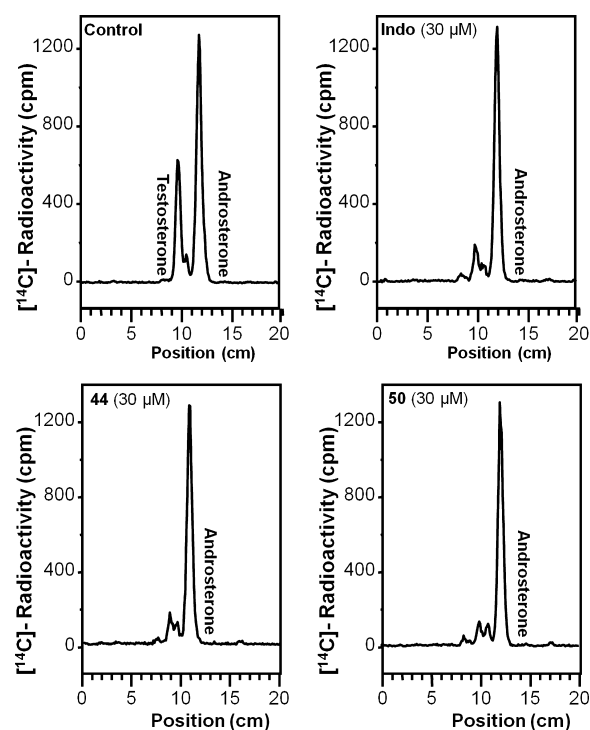 Control
1200
800
400
0
[14C]- Radioactivity (cpm)
Testosterone
Androsterone
0 5 10 15 20
Position (cm)
Indo (30 µM)
1200
800
400
0
[14C]- Radioactivity (cpm)
Androsterone
0 5 10 15 20
Position (cm)
44 (30 µM)
1200
800
400
0
[14C]- Radioactivity (cpm)
Androsterone
0 5 10 15 20
Position (cm)
50 (30 µM)
1200
800
400
0
[14C]- Radioactivity (cpm)
Androsterone
0 5 10 15 20
Position (cm)